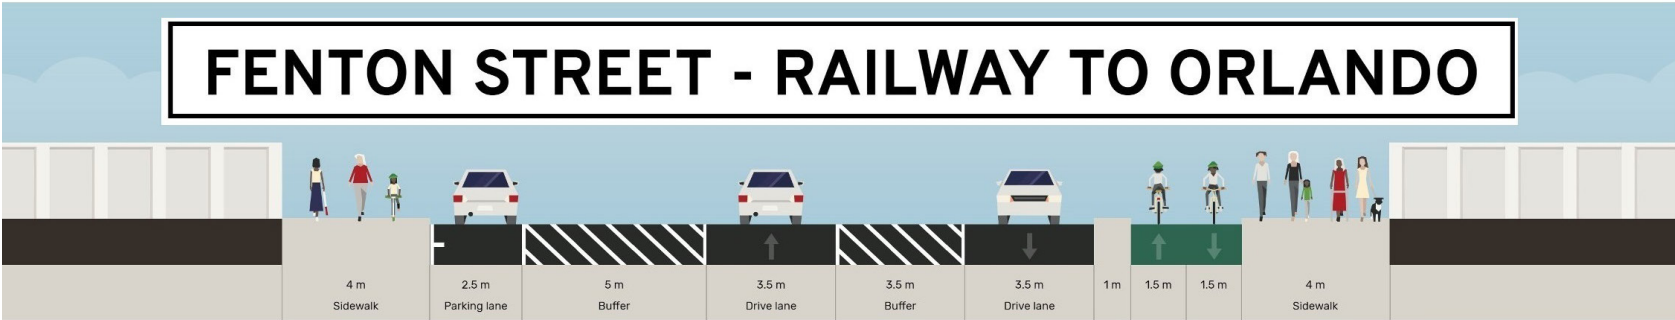 FENTON STREET - RAILWAY TO ORLANDO
4 m 2.5 m 5 m 3.5 m 3.5 m 3.5 m 1 m 1.5 m 1.5 m 4 m
Sidewalk Parking lane Buffer Drive lane Buffer Drive lane Sidewalk